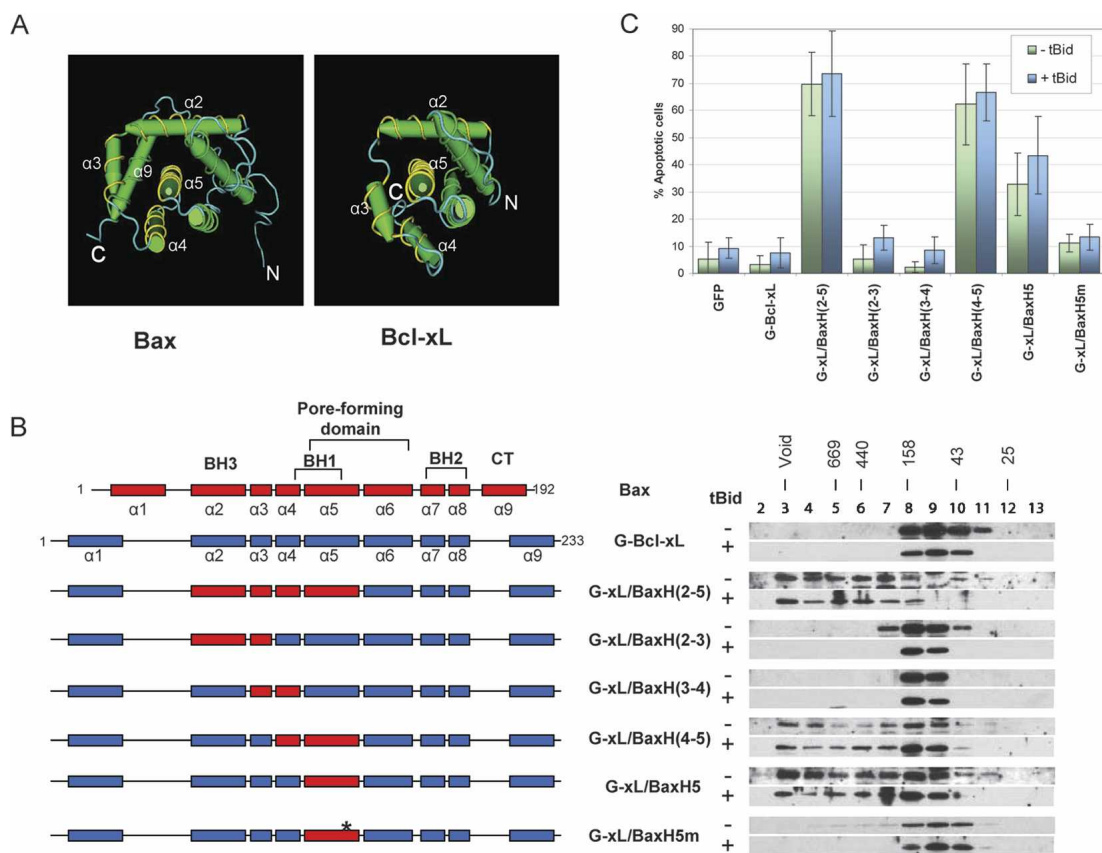 A
α2
α3
α9
α5
α4
C
N
Bax
α2
α5
C
α3
N
α4
Bcl-xL
C
90
80
70
60
50
40
30
20
10
0
% Apoptotic cells
- tBid
+ tBid
GFP
G-Bcl-xL
G-xL/BaxH(2-5)
G-xL/BaxH(2-3)
G-xL/BaxH(3-4)
G-xL/BaxH(4-5)
G-xL/BaxH5
G-xL/BaxH5m
B
Pore-forming
domain
BH3 BH1 BH2 CT
1 192
α1 α2 α3 α4 α5 α6 α7 α8 α9
1 233
α1 α2 α3 α4 α5 α6 α7 α8 α9
*
Void 669 440 158 43 25
Bax tBid
2 3 4 5 6 7 8 9 10 11 12 13
G-Bcl-xL - +
G-xL/BaxH(2-5) - +
G-xL/BaxH(2-3) - +
G-xL/BaxH(3-4) - +
G-xL/BaxH(4-5) - +
G-xL/BaxH5 - +
G-xL/BaxH5m - +